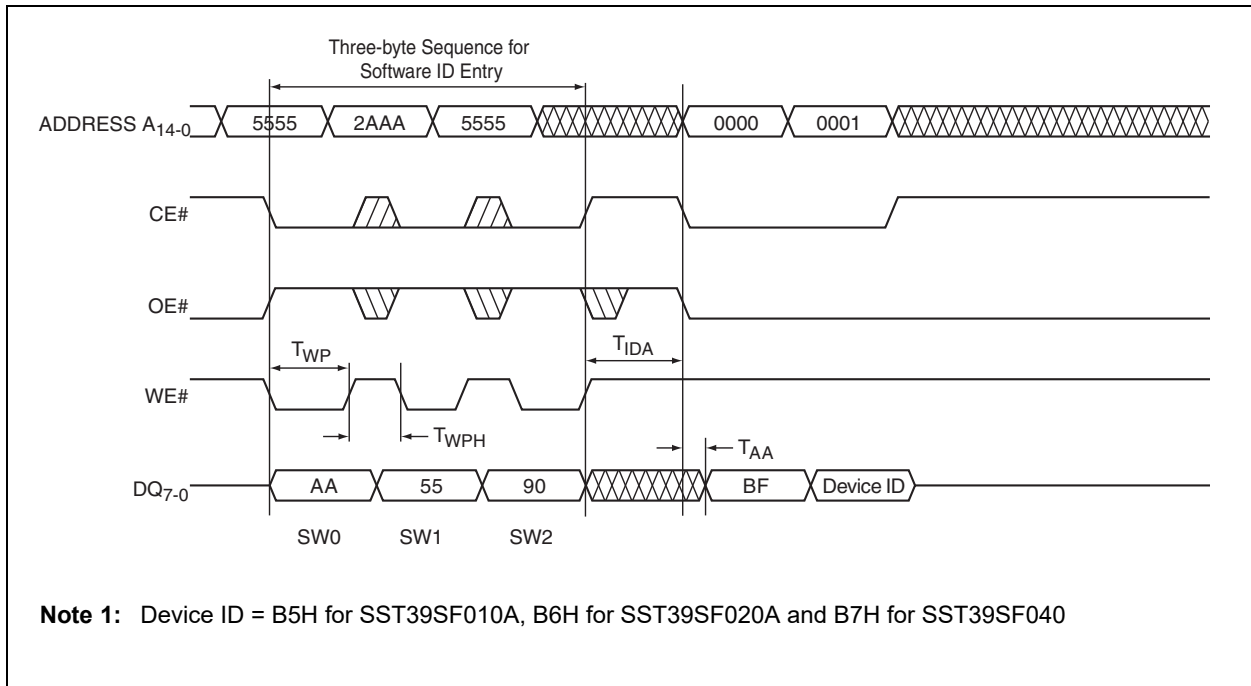 Three-byte Sequence for
Software ID Entry
ADDRESS A14-0 5555 2AAA 5555 0000 0001
CE#
OE#
TWP TIDA
WE#
TWPH TAA
DQ7-0 AA 55 90 BF Device ID
SW0 SW1 SW2
Note 1: Device ID = B5H for SST39SF010A, B6H for SST39SF020A and B7H for SST39SF040